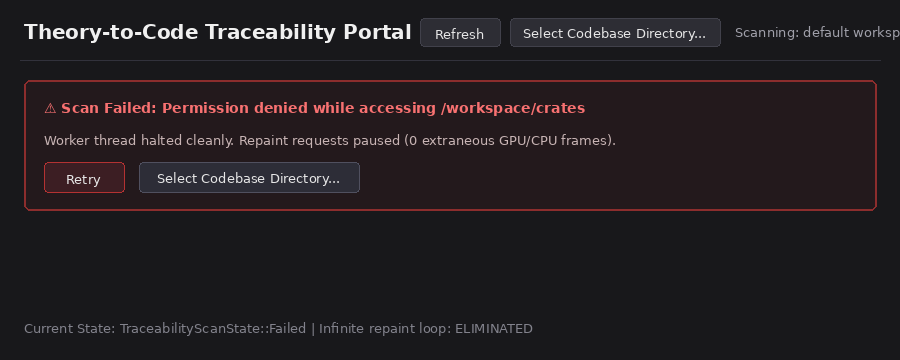 Theory-to-Code Traceability Portal Refresh Select Codebase Directory... Scanning: default worksp
⚠ Scan Failed: Permission denied while accessing /workspace/crates
Worker thread halted cleanly. Repaint requests paused (0 extraneous GPU/CPU frames).
Retry Select Codebase Directory...
Current State: TraceabilityScanState::Failed | Infinite repaint loop: ELIMINATED